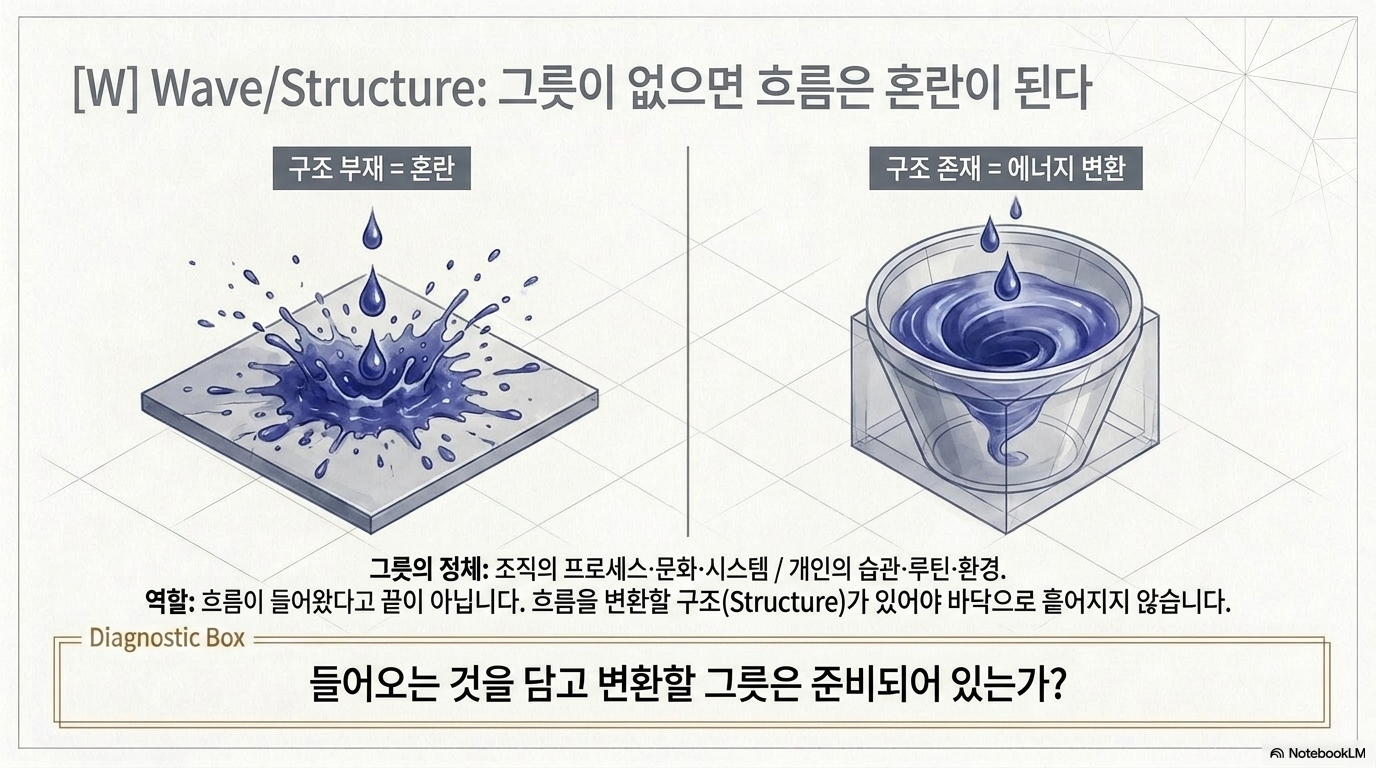 [W] Wave/Structure: 그릇이 없으면 흐름은 혼란이 된다
구조 부재 = 혼란
구조 존재 = 에너지 변환
그릇의 정체: 조직의 프로세스·문화·시스템 / 개인의 습관·루틴·환경.
역할: 흐름이 들어왔다고 끝이 아닙니다. 흐름을 변환할 구조(Structure)가 있어야 바닥으로 흩어지지 않습니다.
Diagnostic Box
들어오는 것을 담고 변환할 그릇은 준비되어 있는가?
NotebookLM